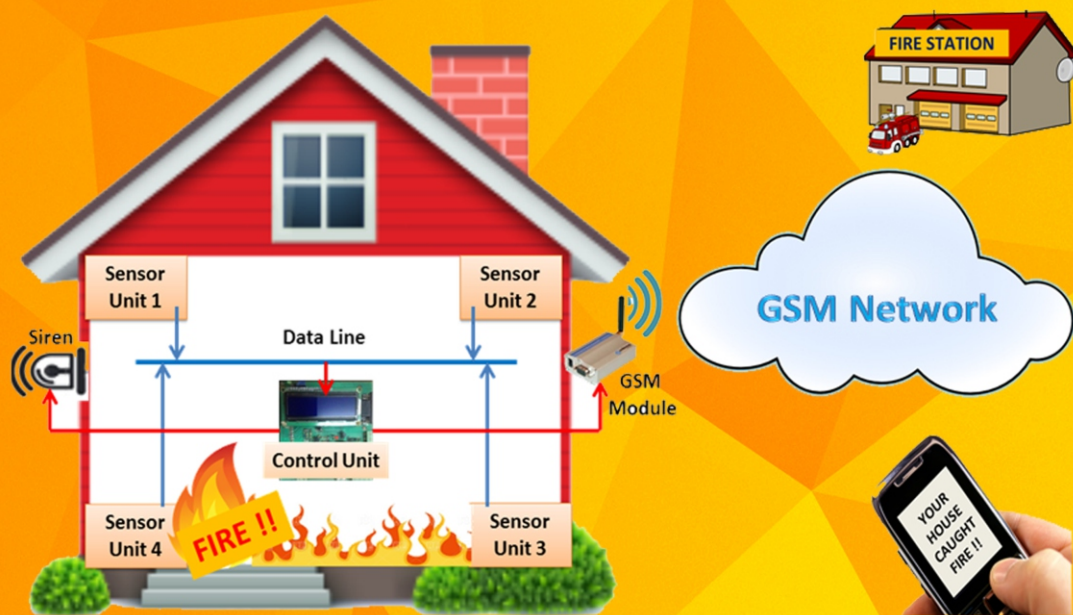 FIRE STATION
Sensor
Unit 1
Sensor
Unit 2
Siren
Data Line
GSM Network
GSM
Module
Control Unit
Sensor
Unit 4
FIRE !!
Sensor
Unit 3
YOUR
HOUSE
CAUGHT
FIRE !!